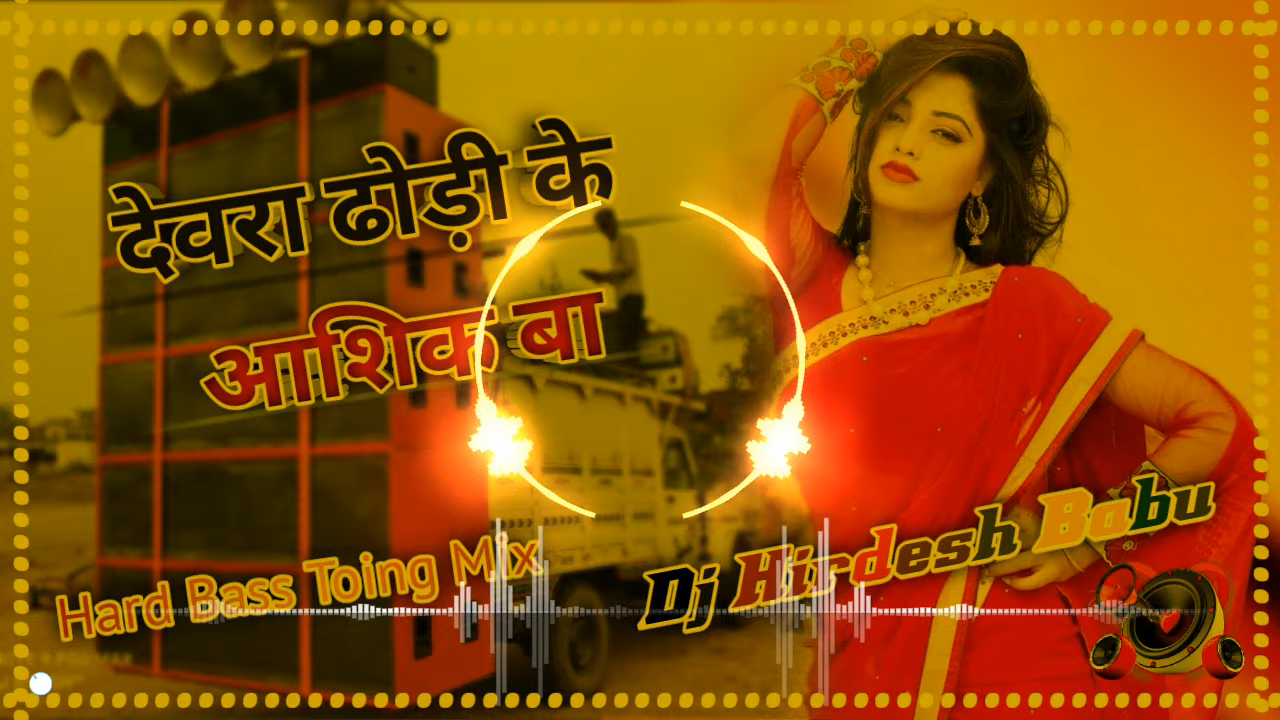 देवरा ढोड़ी के
आशिक बा
Hard Bass Toing Mix
Dj Hirdesh Babu